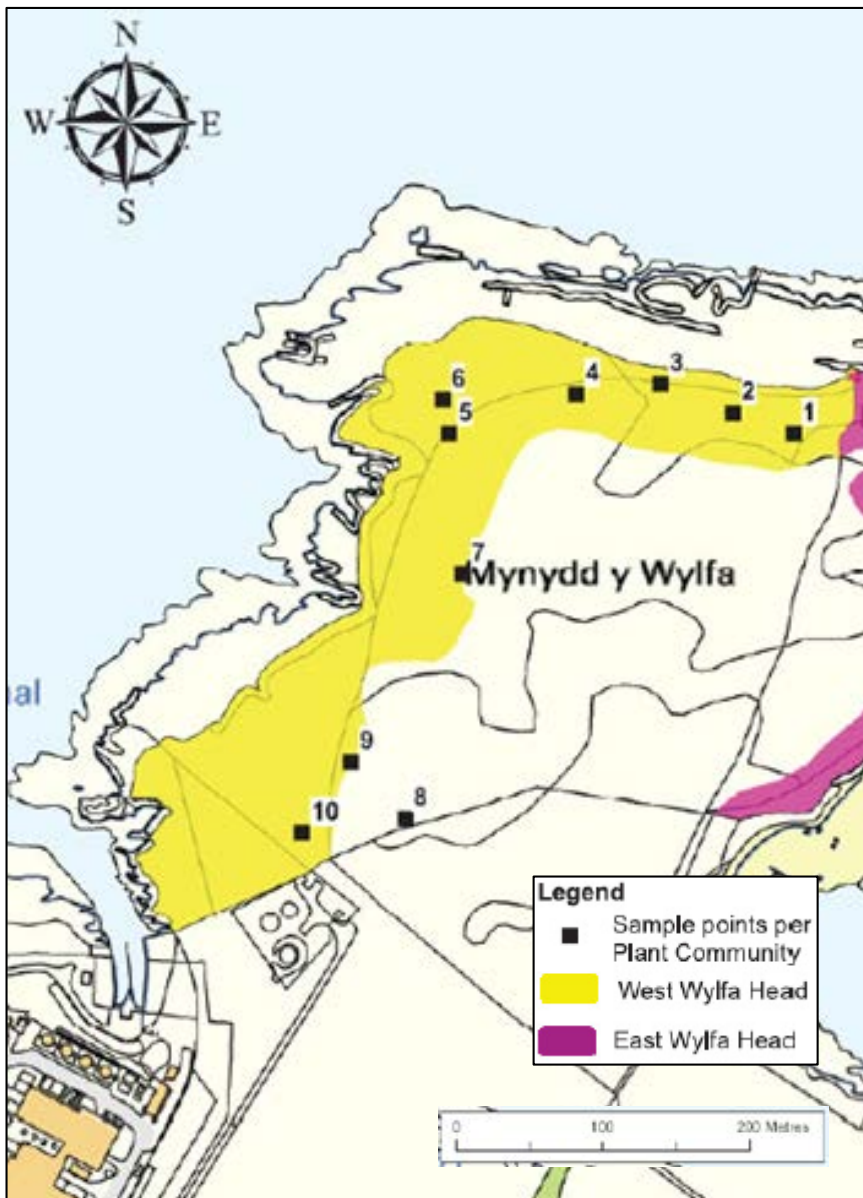 N
W E
S
3
4
6
2
5
1
7
Mynydd y Wylfa
al
9
8
10
Legend
Sample points per
Plant Community
West Wylfa Head
East Wylfa Head
0 100 200 Metres